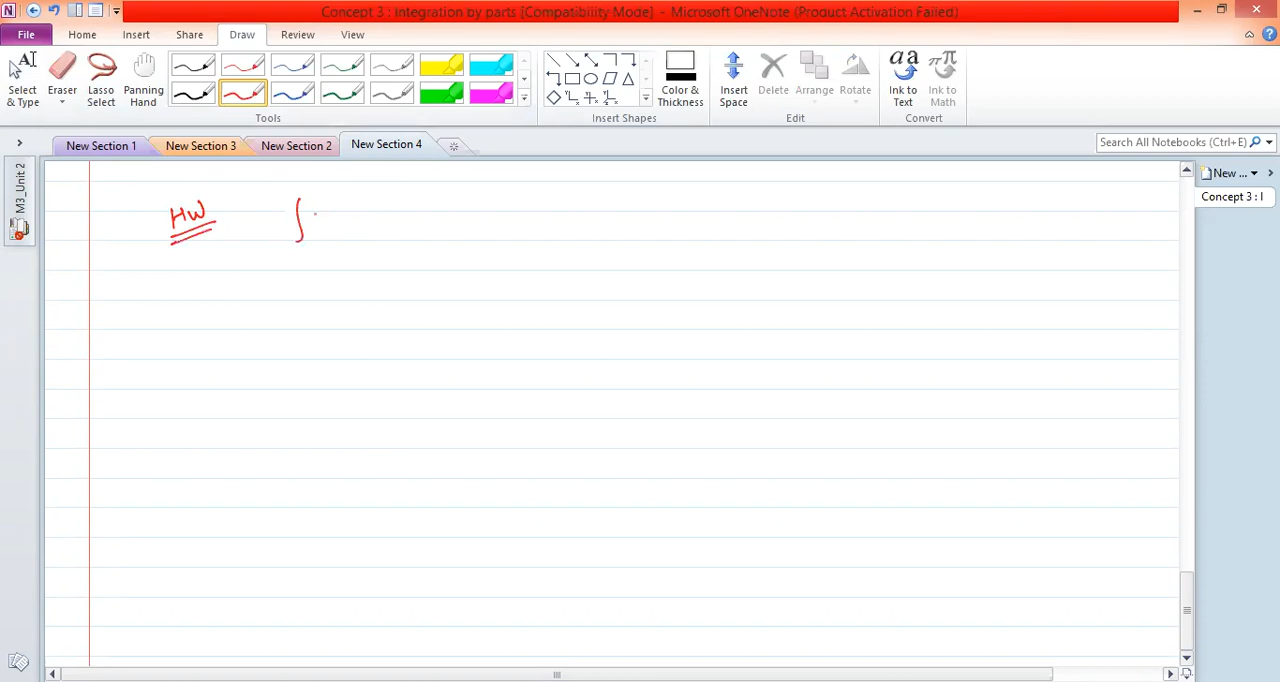 Concept 3 : Integration by parts [Compatibility Mode] - Microsoft OneNote (Product Activation Failed)
File Home Insert Share Draw Review View
Select & Type
Eraser
Lasso Select
Panning Hand
Tools
Insert Shapes
Color & Thickness
Insert Space
Delete
Arrange
Rotate
Edit
Ink to Text
Ink to Math
Convert
New Section 1 New Section 3 New Section 2 New Section 4
Search All Notebooks (Ctrl+E)
New ...
Concept 3 : I
M3_Unit 2
HW ∫